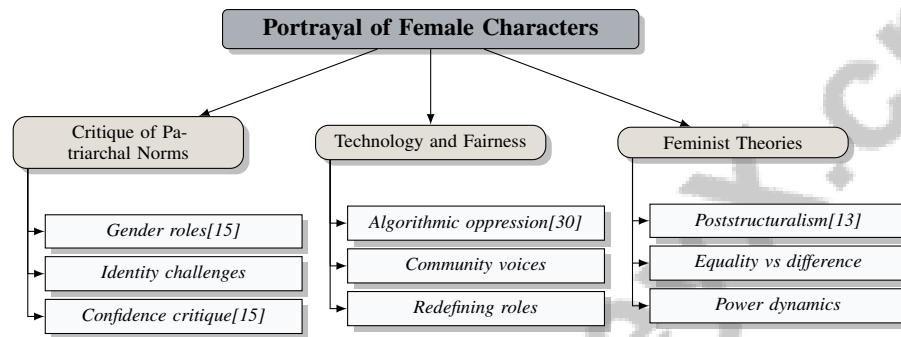 Portrayal of Female Characters
Critique of Pa-
triarchal Norms
Technology and Fairness
Feminist Theories
Gender roles[15]
Identity challenges
Confidence critique[15]
Algorithmic oppression[30]
Community voices
Redefining roles
Poststructuralism[13]
Equality vs difference
Power dynamics